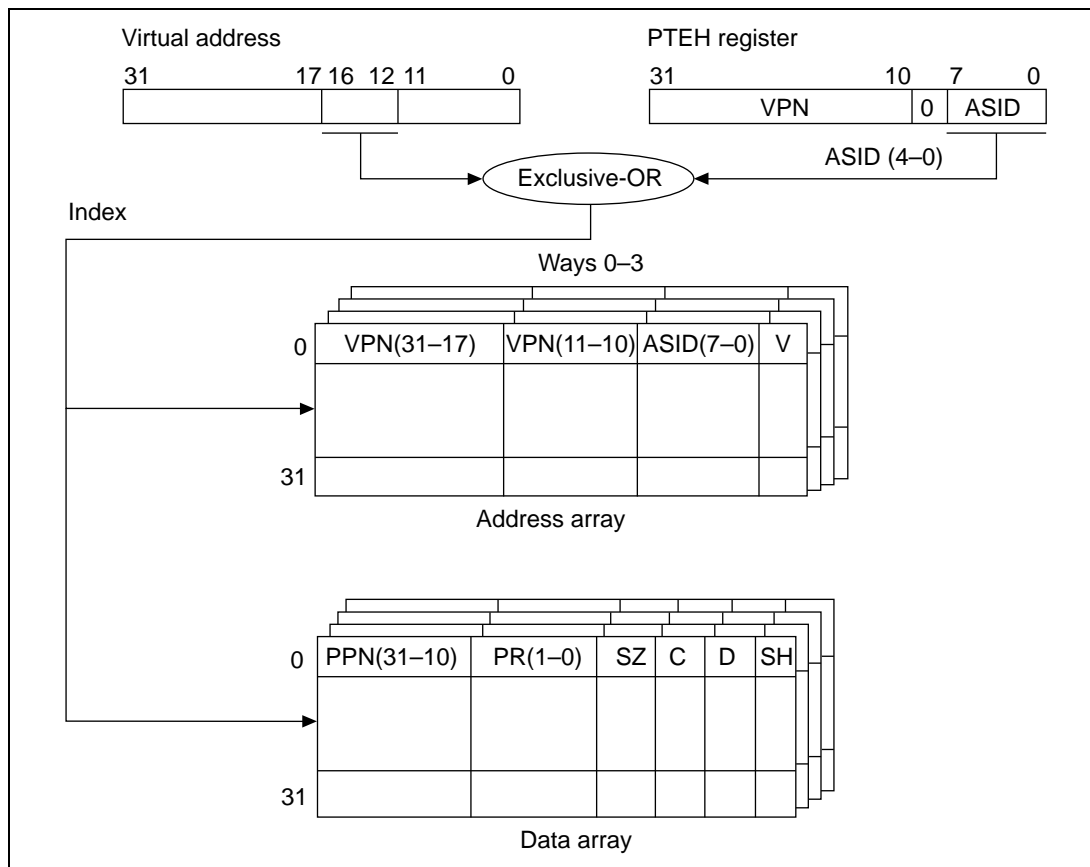 Virtual address
31 17 16 12 11 0
PTEH register
31 10 7 0
VPN 0 ASID
ASID (4–0)
Exclusive-OR
Index
Ways 0–3
0 VPN(31–17) VPN(11–10) ASID(7–0) V
31
Address array
0 PPN(31–10) PR(1–0) SZ C D SH
31
Data array